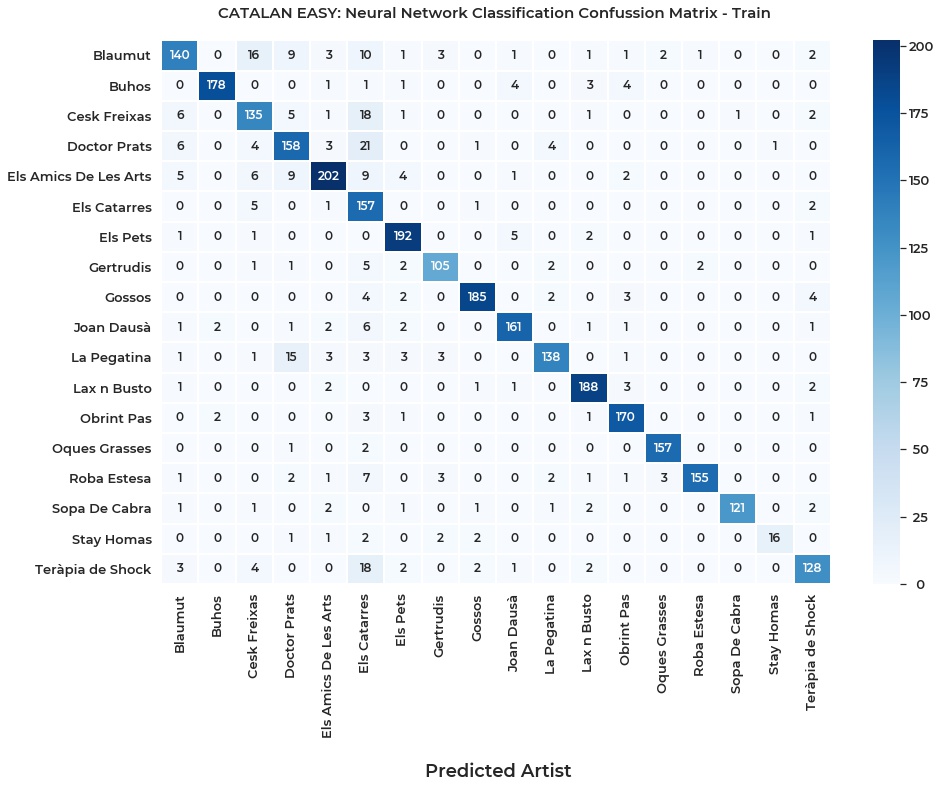 CATALAN EASY: Neural Network Classification Confussion Matrix - Train
Blaumut 140 0 16 9 3 10 1 3 0 1 0 1 1 2 1 0 0 2
Buhos 0 178 0 0 1 1 1 0 0 4 0 3 4 0 0 0 0 0
Cesk Freixas 6 0 135 5 1 18 1 0 0 0 0 1 0 0 0 1 0 2
Doctor Prats 6 0 4 158 3 21 0 0 1 0 4 0 0 0 0 0 1 0
Els Amics De Les Arts 5 0 6 9 202 9 4 0 0 1 0 0 2 0 0 0 0 0
Els Catarres 0 0 5 0 1 157 0 0 1 0 0 0 0 0 0 0 0 2
Els Pets 1 0 1 0 0 0 192 0 0 5 0 2 0 0 0 0 0 1
Gertrudis 0 0 1 1 0 5 2 105 0 0 2 0 0 0 2 0 0 0
Gossos 0 0 0 0 0 4 2 0 185 0 2 0 3 0 0 0 0 4
Joan Dausà 1 2 0 1 2 6 2 0 0 161 0 1 1 0 0 0 0 1
La Pegatina 1 0 1 15 3 3 3 3 0 0 138 0 1 0 0 0 0 0
Lax n Busto 1 0 0 0 2 0 0 0 1 1 0 188 3 0 0 0 0 2
Obrint Pas 0 2 0 0 0 3 1 0 0 0 0 1 170 0 0 0 0 1
Oques Grasses 0 0 0 1 0 2 0 0 0 0 0 0 0 157 0 0 0 0
Roba Estesa 1 0 0 2 1 7 0 3 0 0 2 1 1 3 155 0 0 0
Sopa De Cabra 1 0 1 0 2 0 1 0 1 0 1 2 0 0 0 121 0 2
Stay Homas 0 0 0 1 1 2 0 2 2 0 0 0 0 0 0 0 16 0
Teràpia de Shock 3 0 4 0 0 18 2 0 2 1 0 2 0 0 0 0 0 128
Blaumut
Buhos
Cesk Freixas
Doctor Prats
Els Amics De Les Arts
Els Catarres
Els Pets
Gertrudis
Gossos
Joan Dausà
La Pegatina
Lax n Busto
Obrint Pas
Oques Grasses
Roba Estesa
Sopa De Cabra
Stay Homas
Teràpia de Shock
Predicted Artist
200
175
150
125
100
75
50
25
0